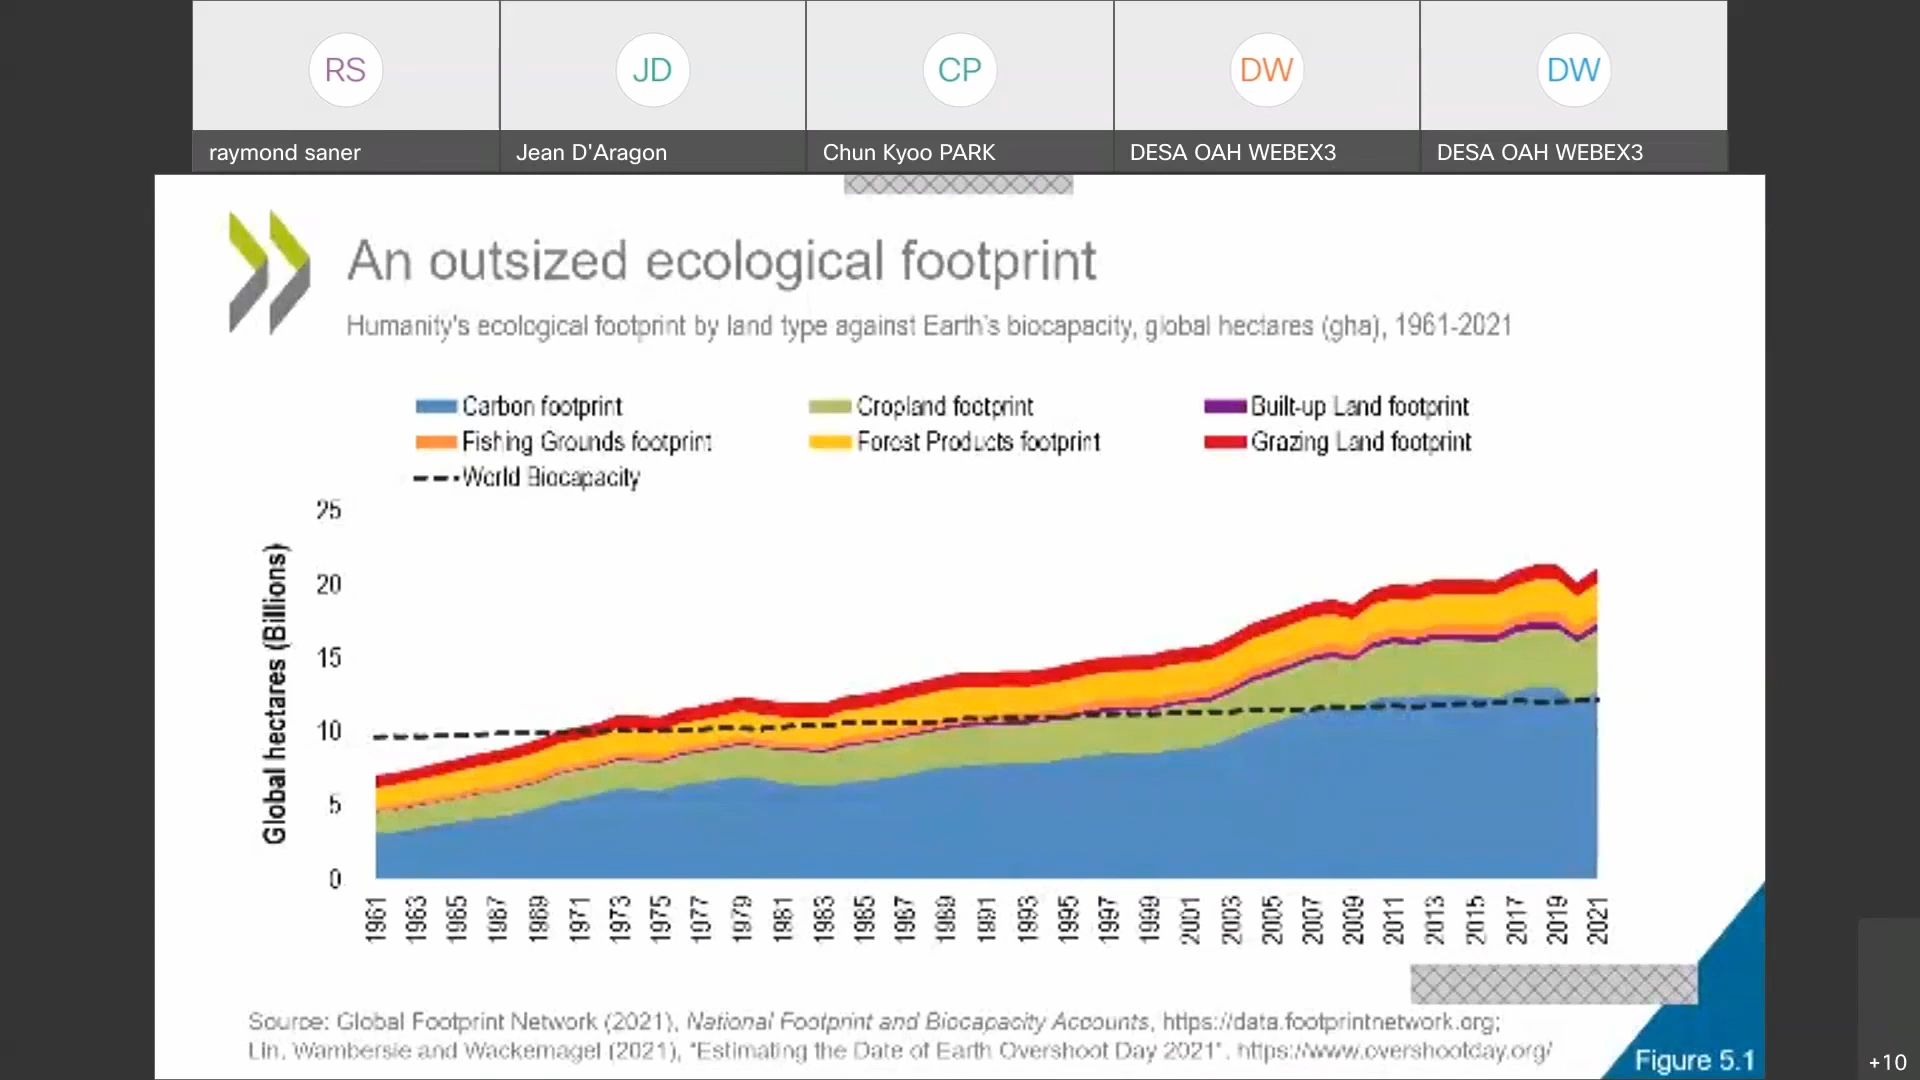 RS JD CP DW DW
raymond saner Jean D'Aragon Chun Kyoo PARK DESA OAH WEBEX3 DESA OAH WEBEX3
An outsized ecological footprint
Humanity's ecological footprint by land type against Earth's biocapacity, global hectares (gha), 1961-2021
Carbon footprint Cropland footprint Built-up Land footprint
Fishing Grounds footprint Forest Products footprint Grazing Land footprint
World Biocapacity
Global hectares (Billions)
25
20
15
10
5
0
1961 1963 1965 1967 1969 1971 1973 1975 1977 1979 1981 1983 1985 1987 1989 1991 1993 1995 1997 1999 2001 2003 2005 2007 2009 2011 2013 2015 2017 2019 2021
Source: Global Footprint Network (2021), National Footprint and Biocapacity Accounts, https://data.footprintnetwork.org;
Lin, Wambersie and Wackernagel (2021), "Estimating the Date of Earth Overshoot Day 2021". https://www.overshootday.org/
Figure 5.1
+10